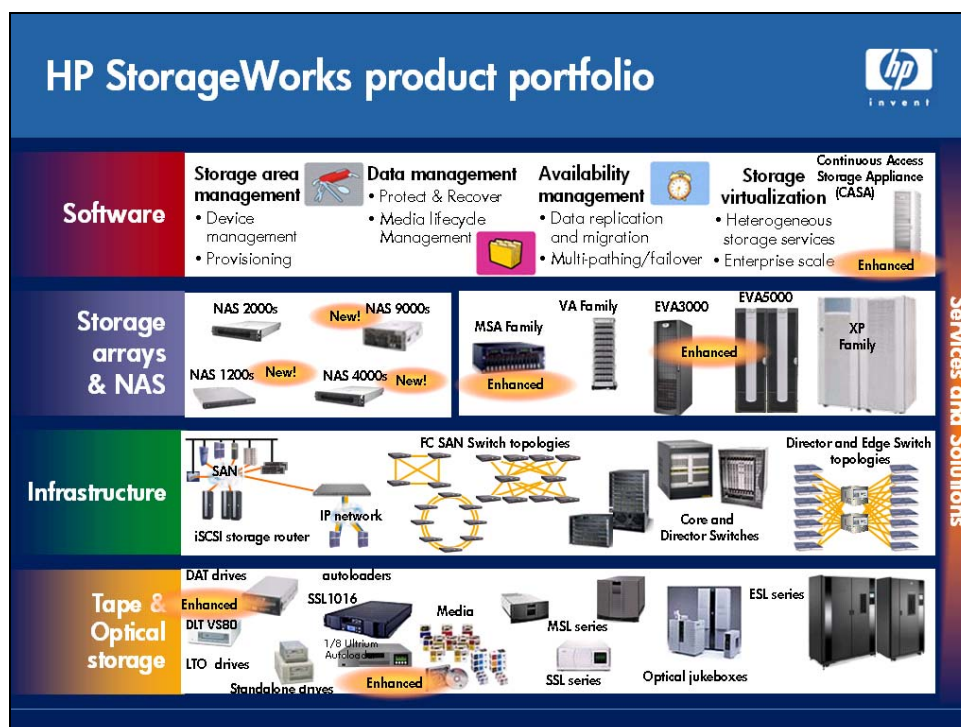 HP StorageWorks product portfolio
hp
invent
Software
Storage area
management
• Device
management
• Provisioning
Data management
• Protect & Recover
• Media lifecycle
Management
Availability
management
• Data replication
and migration
• Multi-pathing/failover
Storage
virtualization
• Heterogeneous
storage services
• Enterprise scale
Continuous Access
Storage Appliance
(CASA)
Enhanced
Storage
arrays
& NAS
NAS 2000s
New!
NAS 9000s
NAS 1200s
New!
NAS 4000s
New!
MSA Family
Enhanced
VA Family
EVA3000
Enhanced
EVA5000
XP
Family
Infrastructure
SAN
iSCSI storage router
IP network
FC SAN Switch topologies
Core and
Director Switches
Director and Edge Switch
topologies
Tape &
Optical
storage
DAT drives
Enhanced
DLT VS80
LTO drives
Standalone drives
autoloaders
SSL1016
1/8 Ultrium
Autoloader
Enhanced
Media
MSL series
SSL series
Optical jukeboxes
ESL series
Services and Solutions